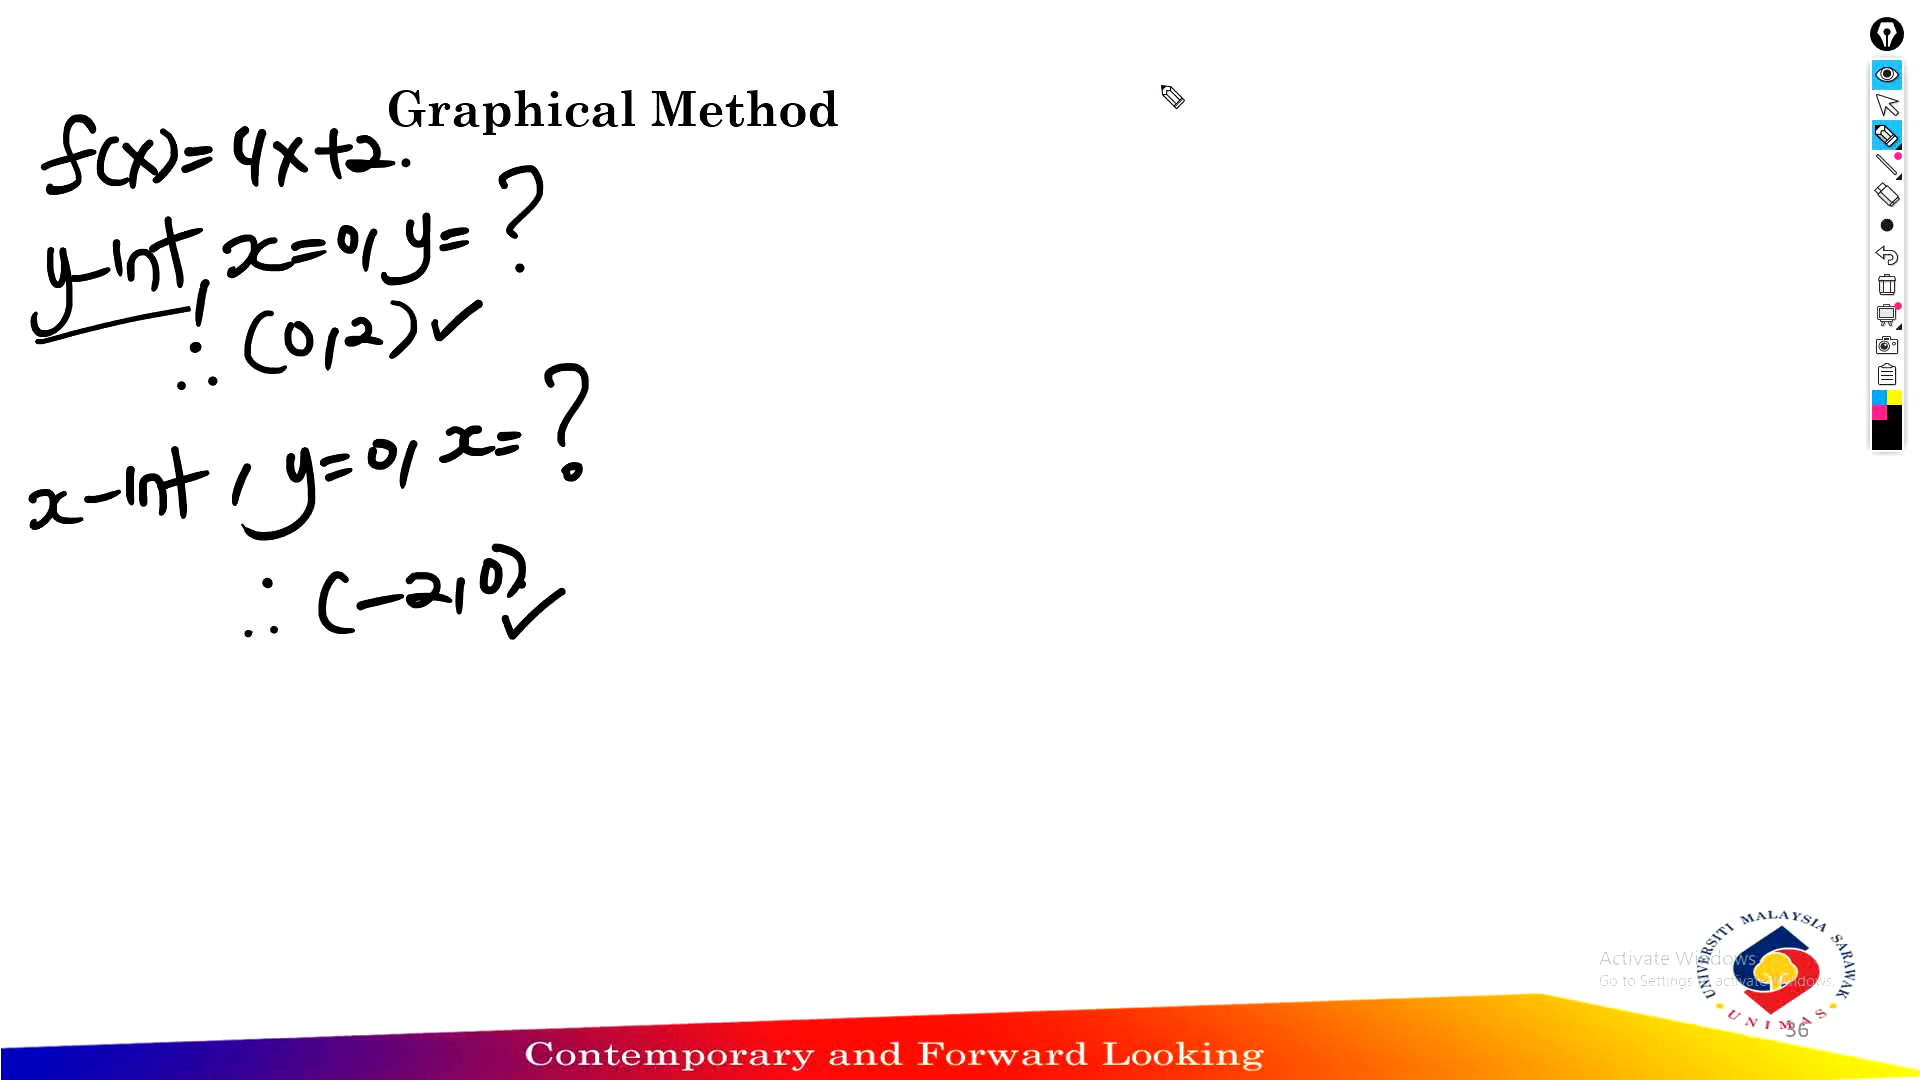 Graphical Method
f(x)= 4x+2.
y-int, x=0, y= ?
∴ (0,2) ✓
x-int, y=0, x= ?
∴ (-2,0) ✓
Activate Windows
Go to Settings to activate Windows.
UNIVERSITI MALAYSIA SARAWAK
UNIMAS
36
Contemporary and Forward Looking